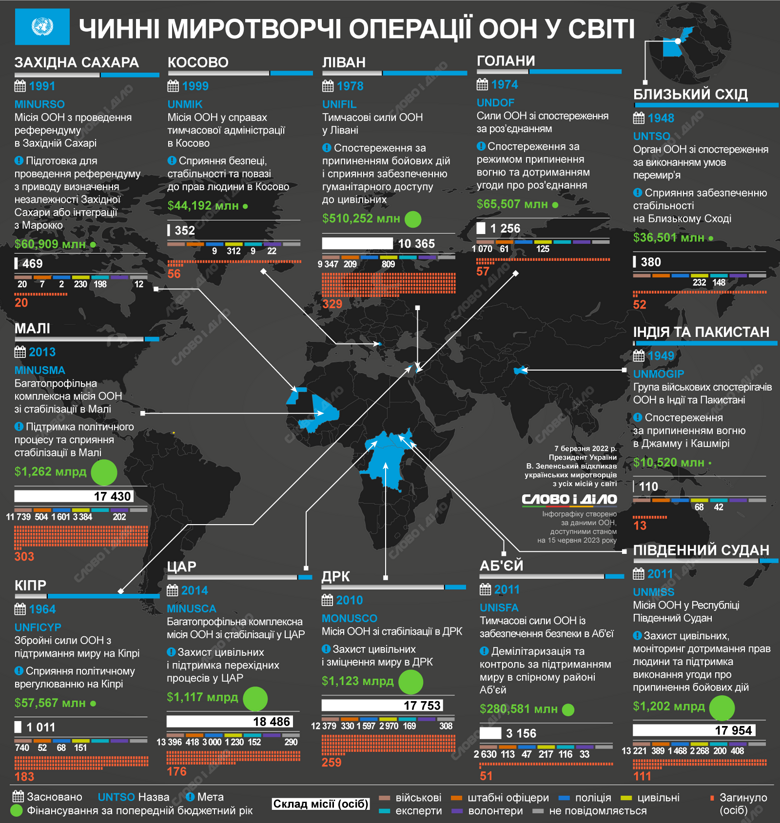 ЧИННІ МИРОТВОРЧІ ОПЕРАЦІЇ ООН У СВІТІ
ЗАХІДНА САХАРА
1991
MINURSO
Місія ООН з проведення
референдуму
в Західній Сахарі
Підготовка для
проведення референдуму
з приводу визначення
незалежності Західної
Сахари або інтеграції
з Марокко
$60,909 млн
469
20 7 2 230 198 12
20
КОСОВО
1999
UNMIK
Місія ООН у справах
тимчасової адміністрації
в Косово
Сприяння безпеці,
стабільності та повазі
до прав людини в Косово
$44,192 млн
352
9 312 9 22
56
ЛІВАН
1978
UNIFIL
Тимчасові сили ООН
у Лівані
Спостереження за
припиненням бойових дій
і сприяння забезпеченню
гуманітарного доступу
до цивільних
$510,252 млн
10 365
9 347 209 809
329
ГОЛАНИ
1974
UNDOF
Сили ООН зі спостереження
за роз'єднанням
Спостереження за
режимом припинення
вогню та дотриманням
угоди про роз'єднання
$65,507 млн
1 256
1 070 61 125
57
БЛИЗЬКИЙ СХІД
1948
UNTSO
Орган ООН зі спостереження
за виконанням умов
перемир'я
Сприяння забезпеченню
стабільності
на Близькому Сході
$36,501 млн
380
232 148
52
МАЛІ
2013
MINUSMA
Багатопрофільна
комплексна місія ООН
зі стабілізації в Малі
Підтримка політичного
процесу та сприяння
стабілізації в Малі
$1,262 млрд
17 430
11 739 504 1 601 3 384 202
303
ІНДІЯ ТА ПАКИСТАН
1949
UNMOGIP
Група військових спостерігачів
ООН в Індії та Пакистані
Спостереження
за припиненням вогню
в Джамму і Кашмірі
$10,520 млн
110
68 42
13
7 березня 2022 р.
Президент України
В. Зеленський відкликав
українських миротворців
з усіх місій у світі
СЛОВО і ДІЛО
Інфографіку створено
за даними ООН,
доступними станом
на 15 червня 2023 року
КІПР
1964
UNFICYP
Збройні сили ООН з
підтримання миру на Кіпрі
Сприяння політичному
врегулюванню на Кіпрі
$57,567 млн
1 011
740 52 68 151
183
ЦАР
2014
MINUSCA
Багатопрофільна комплексна
місія ООН зі стабілізації у ЦАР
Захист цивільних
і підтримка перехідних
процесів у ЦАР
$1,117 млрд
18 486
13 396 418 3 000 1 230 152 290
176
ДРК
2010
MONUSCO
Місія ООН зі стабілізації в ДРК
Захист цивільних
і зміцнення миру в ДРК
$1,123 млрд
17 753
12 379 330 1 597 2 970 169 308
259
АБ'ЄЙ
2011
UNISFA
Тимчасові сили ООН із
забезпечення безпеки в Аб'єї
Демілітаризація та
контроль за підтриманням
миру в спірному районі
Аб'єй
$280,581 млн
3 156
2 630 113 47 217 116 33
51
ПІВДЕННИЙ СУДАН
2011
UNMISS
Місія ООН у Республіці
Південний Судан
Захист цивільних,
моніторинг дотримання прав
людини та підтримка
виконання угоди про
припинення бойових дій
$1,202 млрд
17 954
13 221 389 1 468 2 268 200 408
111
Засновано UNTSO Назва Мета
Фінансування за попередній бюджетний рік
Склад місії (осіб)
військові штабні офіцери поліція цивільні
експерти волонтери не повідомляється
Загинуло
(осіб)